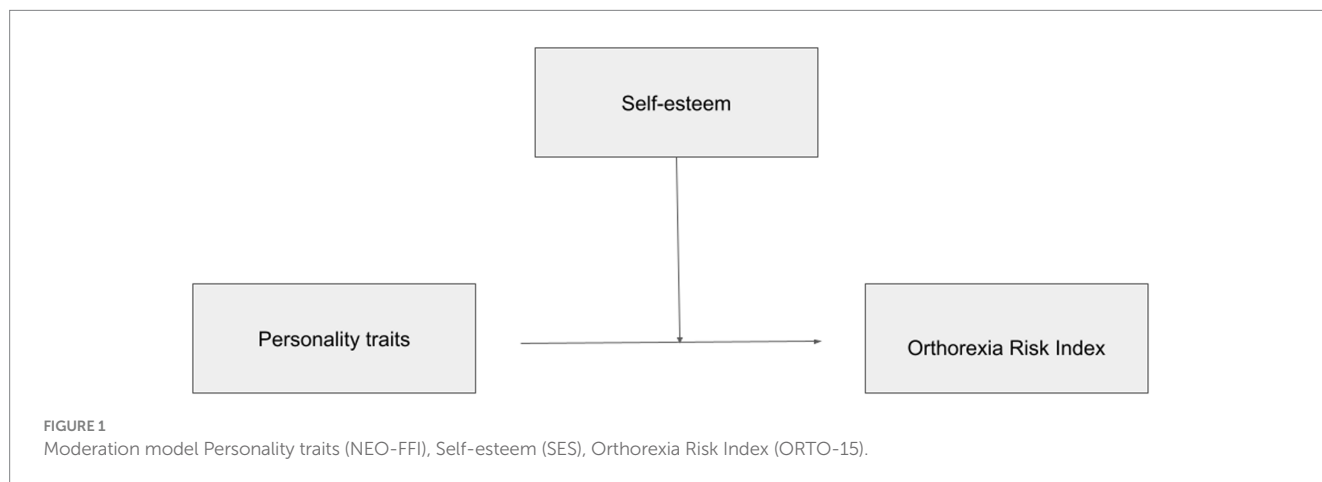 Self-esteem
Personality traits
Orthorexia Risk Index
FIGURE 1
Moderation model Personality traits (NEO-FFI), Self-esteem (SES), Orthorexia Risk Index (ORTO-15).